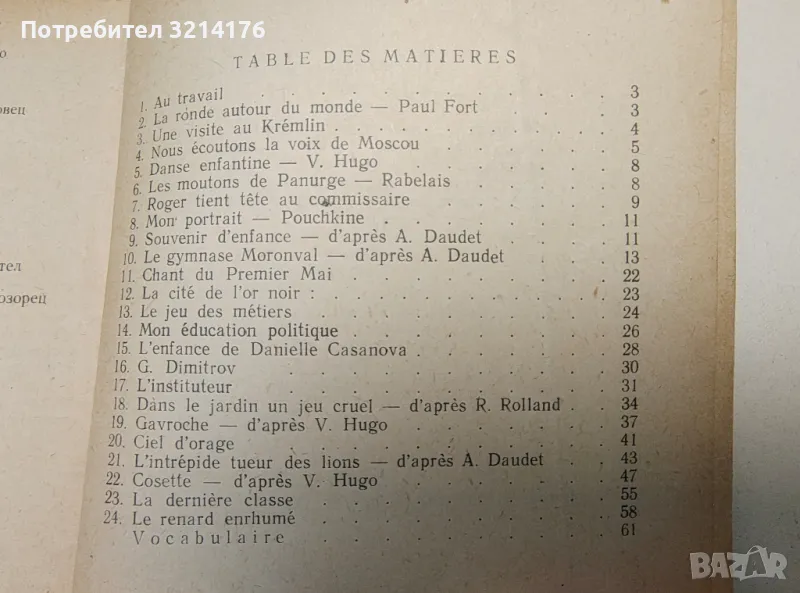 Потребител 3214176
о
овец
тел
озорец
TABLE DES MATIERES
1. Au travail . . . . . . . . . . . 3
2. La ronde autour du monde — Paul Fort . . . . 3
3. Une visite au Krémlin . . . . . . . . . 4
4. Nous écoutons la voix de Moscou . . . . . 5
5. Danse enfantine — V. Hugo . . . . . . 8
6. Les moutons de Panurge — Rabelais . . . . 8
7. Roger tient tête au commissaire . . . . . 9
8. Mon portrait — Pouchkine . . . . . . . 11
9. Souvenir d'enfance — d'après A. Daudet . . . 11
10. Le gymnase Moronval — d'après A. Daudet . . . 13
11. Chant du Premier Mai . . . . . . . 22
12. La cité de l'or noir : . . . . . . . . . 23
13. Le jeu des métiers . . . . . . . . 24
14. Mon éducation politique . . . . . . . 26
15. L'enfance de Danielle Casanova . . . . . . 28
16. G. Dimitrov . . . . . . . . . . 30
17. L'instituteur . . . . . . . . . . 31
18. Dans le jardin un jeu cruel — d'après R. Rolland . . 34
19. Gavroche — d'après V. Hugo . . . . . . 37
20. Ciel d'orage . . . . . . . . . . 41
21. L'intrépide tueur des lions — d'après A. Daudet . . 43
22. Cosette — d'après V. Hugo . . . . . . . 47
23. La dernière classe . . . . . . . . . 55
24. Le renard enrhumé . . . . . . . . . 58
Vocabulaire . . . . . . . . . . 61
BAZAR
bg